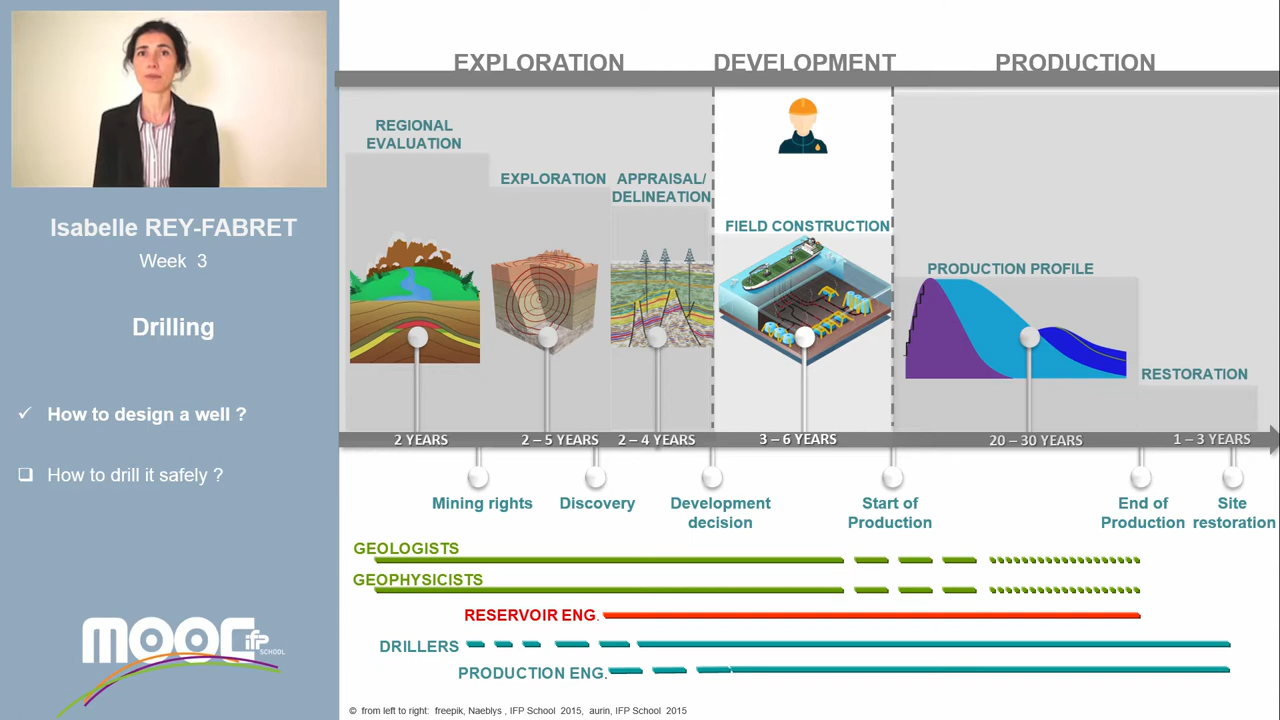 Isabelle REY-FABRET
Week 3
Drilling
✓ How to design a well ?
❑ How to drill it safely ?
MOOC
ifp
SCHOOL
EXPLORATION
DEVELOPMENT
PRODUCTION
REGIONAL
EVALUATION
EXPLORATION
APPRAISAL/
DELINEATION
FIELD CONSTRUCTION
PRODUCTION PROFILE
RESTORATION
2 YEARS
2 – 5 YEARS
2 – 4 YEARS
3 – 6 YEARS
20 – 30 YEARS
1 – 3 YEARS
Mining rights
Discovery
Development
decision
Start of
Production
End of
Production
Site
restoration
GEOLOGISTS
GEOPHYSICISTS
RESERVOIR ENG.
DRILLERS
PRODUCTION ENG.
© from left to right: freepik, Naeblys , IFP School 2015, aurin, IFP School 2015